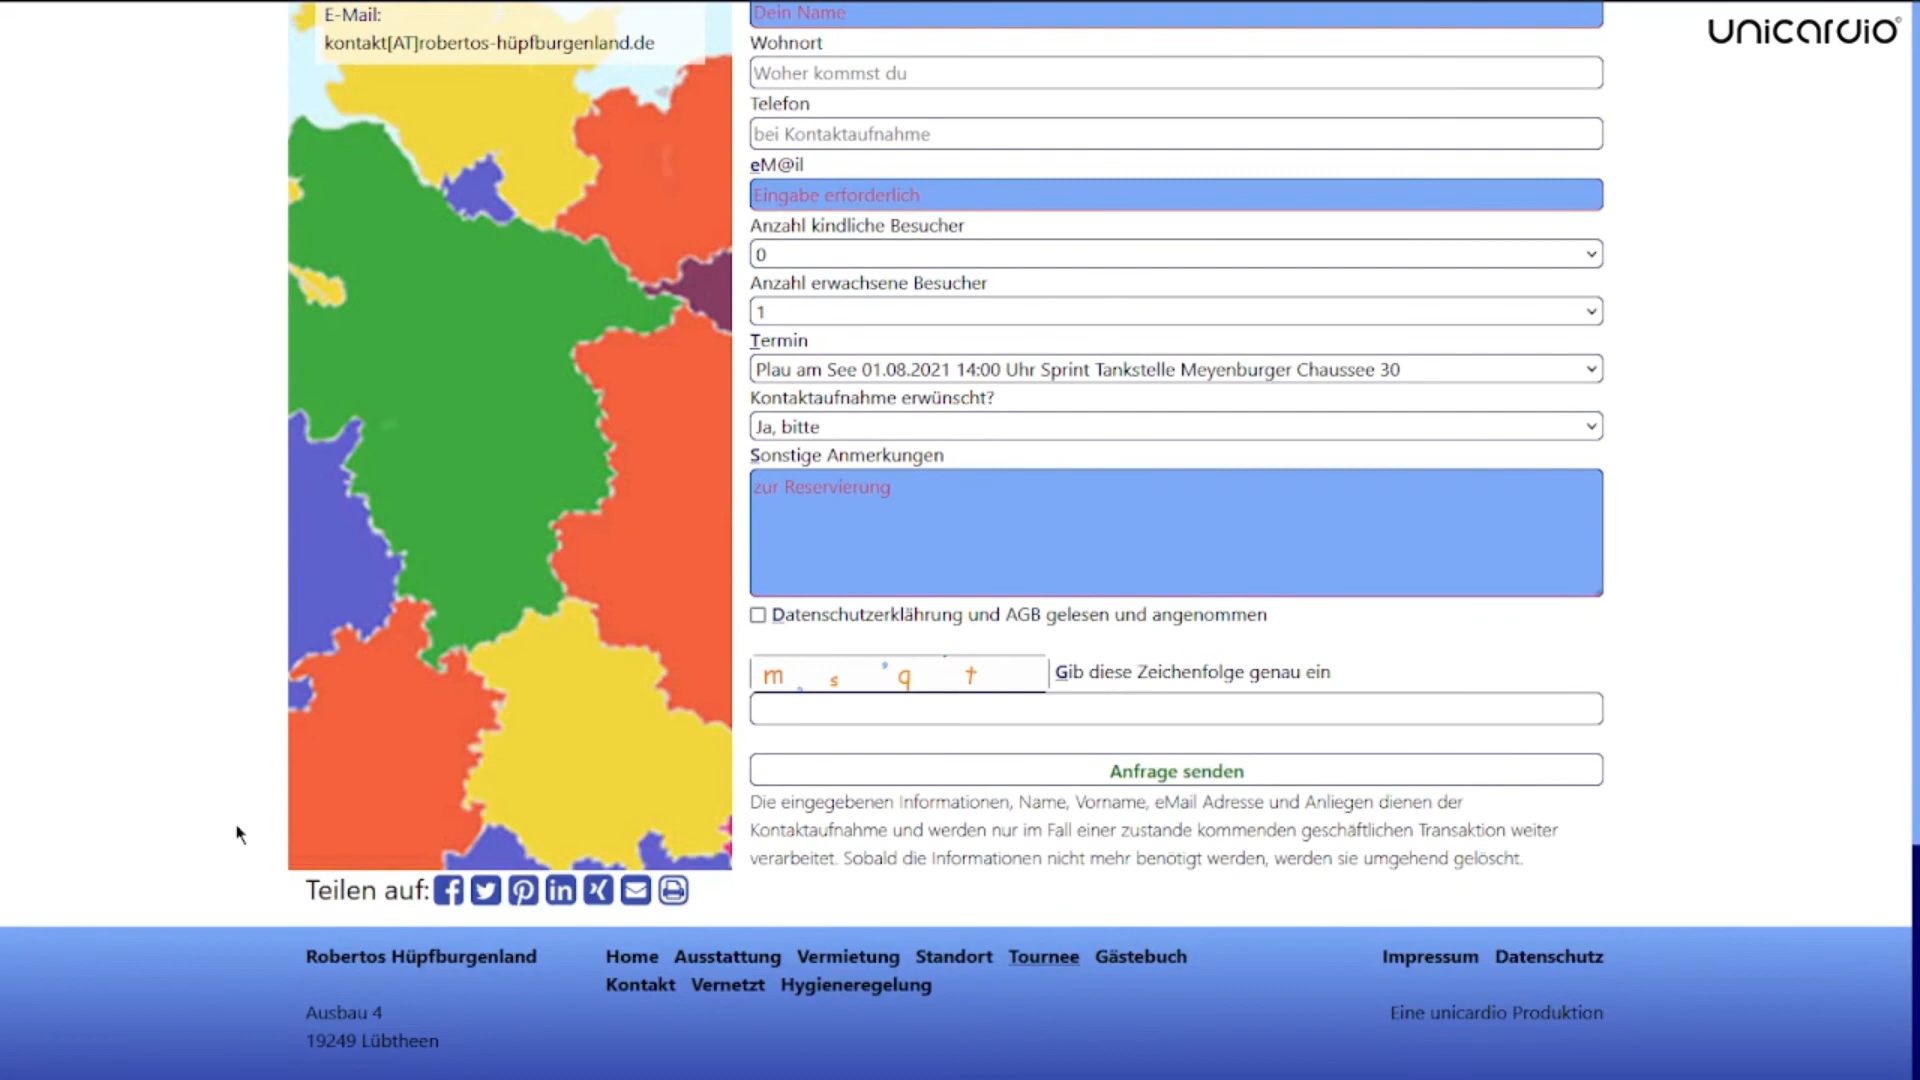 E-Mail:
kontakt[AT]robertos-hüpfburgenland.de
unicardio
Dein Name
Wohnort
Woher kommst du
Telefon
bei Kontaktaufnahme
eM@il
Eingabe erforderlich
Anzahl kindliche Besucher
0
Anzahl erwachsene Besucher
1
Termin
Plau am See 01.08.2021 14:00 Uhr Sprint Tankstelle Meyenburger Chaussee 30
Kontaktaufnahme erwünscht?
Ja, bitte
Sonstige Anmerkungen
zur Reservierung
Datenschutzerklährung und AGB gelesen und angenommen
m s q t Gib diese Zeichenfolge genau ein
Anfrage senden
Die eingegebenen Informationen, Name, Vorname, eMail Adresse und Anliegen dienen der
Kontaktaufnahme und werden nur im Fall einer zustande kommenden geschäftlichen Transaktion weiter
verarbeitet. Sobald die Informationen nicht mehr benötigt werden, werden sie umgehend gelöscht.
Teilen auf:
Robertos Hüpfburgenland
Ausbau 4
19249 Lübtheen
Home Ausstattung Vermietung Standort Tournee Gästebuch
Kontakt Vernetzt Hygieneregelung
Impressum Datenschutz
Eine unicardio Produktion